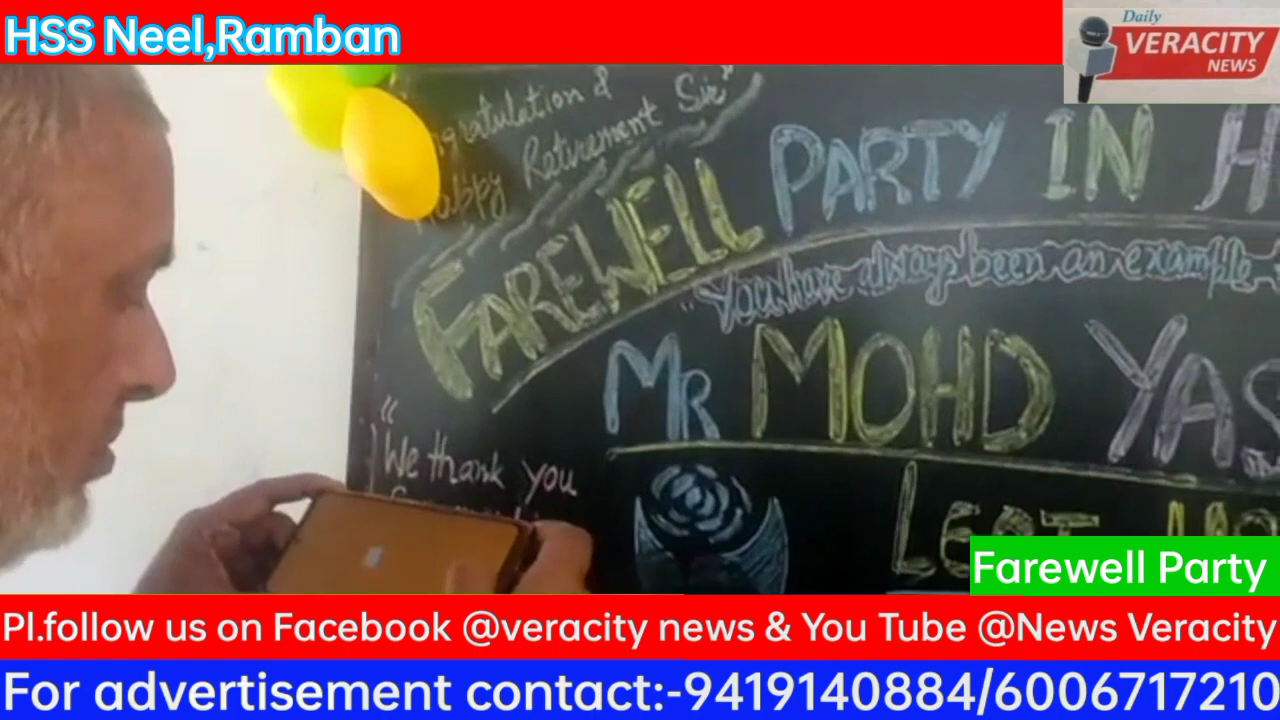 HSS Neel,Ramban
Daily
VERACITY
NEWS
ngratulation &
Happy Retirement Sir"
FAREWELL PARTY IN H
"You have always been an example
MR MOHD YAS
"We thank you
Farewell Party
Pl.follow us on Facebook @veracity news & You Tube @News Veracity
For advertisement contact:-9419140884/6006717210